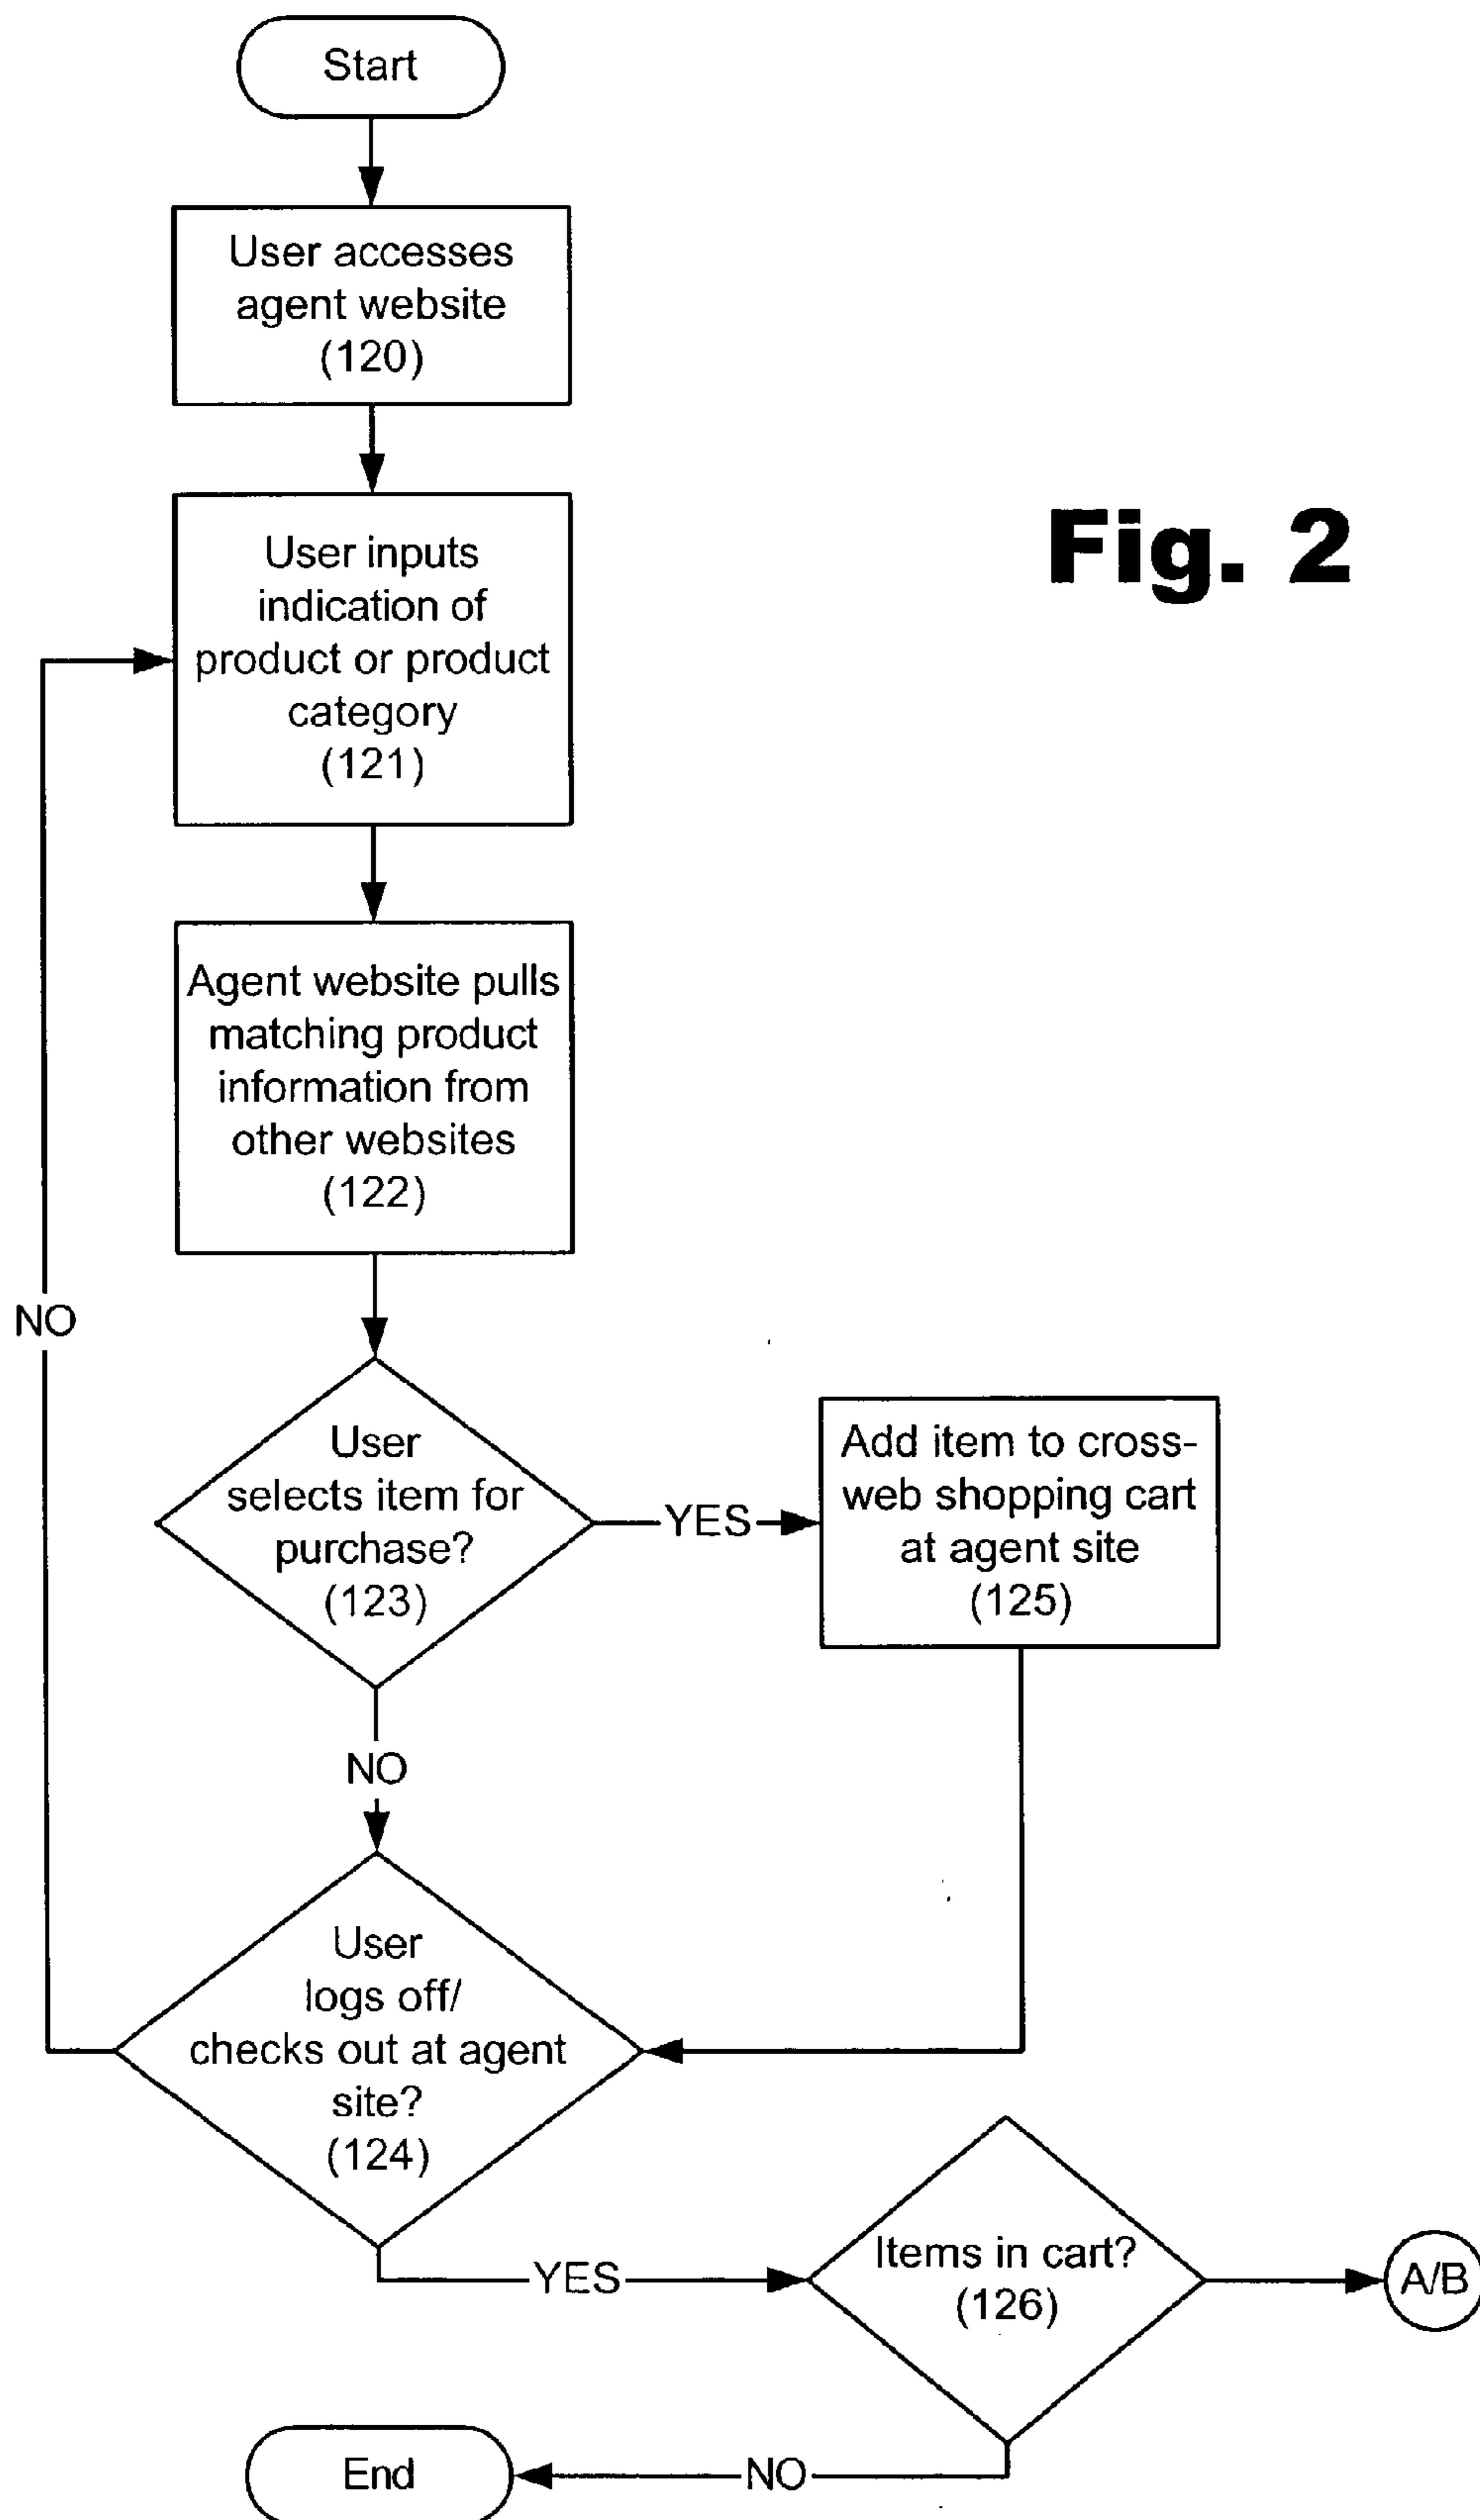 Start
User accesses
agent website
(120)
Fig. 2
User inputs
indication of
product or product
category
(121)
Agent website pulls
matching product
information from
other websites
(122)
NO
User
selects item for
purchase?
(123)
YES
Add item to cross-
web shopping cart
at agent site
(125)
NO
User
logs off/
checks out at agent
site?
(124)
YES
Items in cart?
(126)
A/B
NO
End